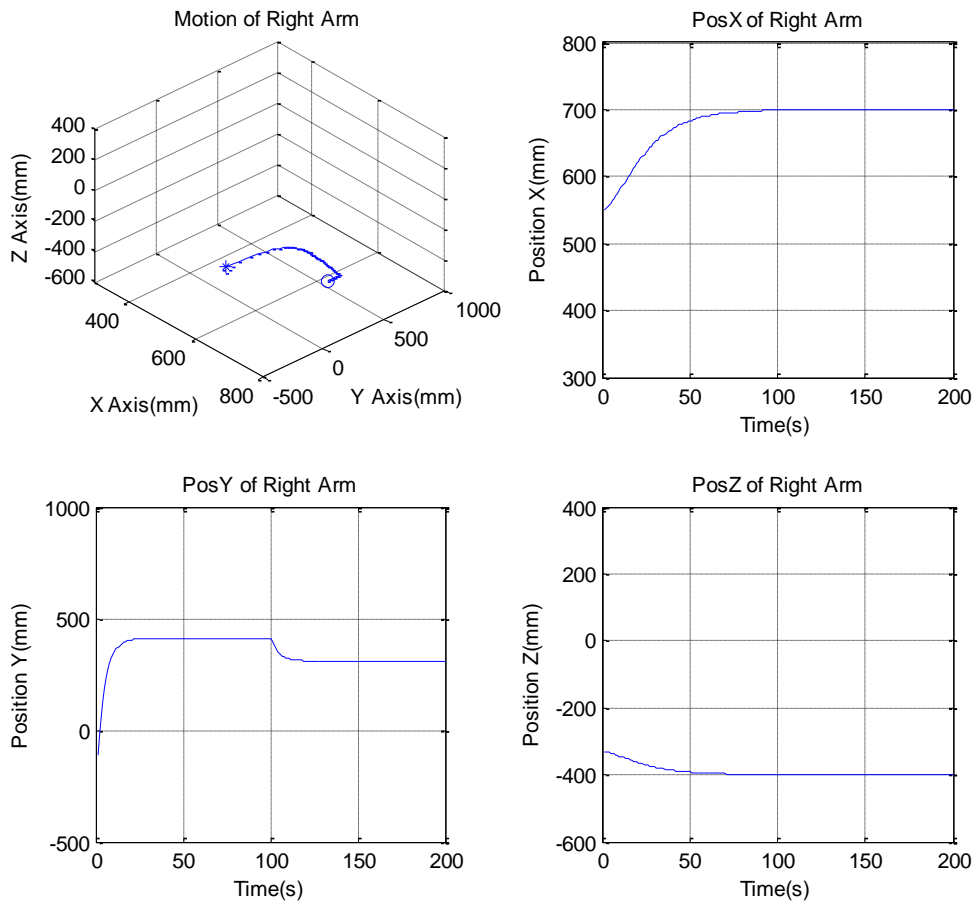 Motion of Right Arm
Z Axis(mm)
400
200
0
-200
-400
-600
400
600
800
X Axis(mm)
-500
0
500
1000
Y Axis(mm)
PosX of Right Arm
Position X(mm)
800
700
600
500
400
300
0 50 100 150 200
Time(s)
PosY of Right Arm
Position Y(mm)
1000
500
0
-500
0 50 100 150 200
Time(s)
PosZ of Right Arm
Position Z(mm)
400
200
0
-200
-400
-600
0 50 100 150 200
Time(s)